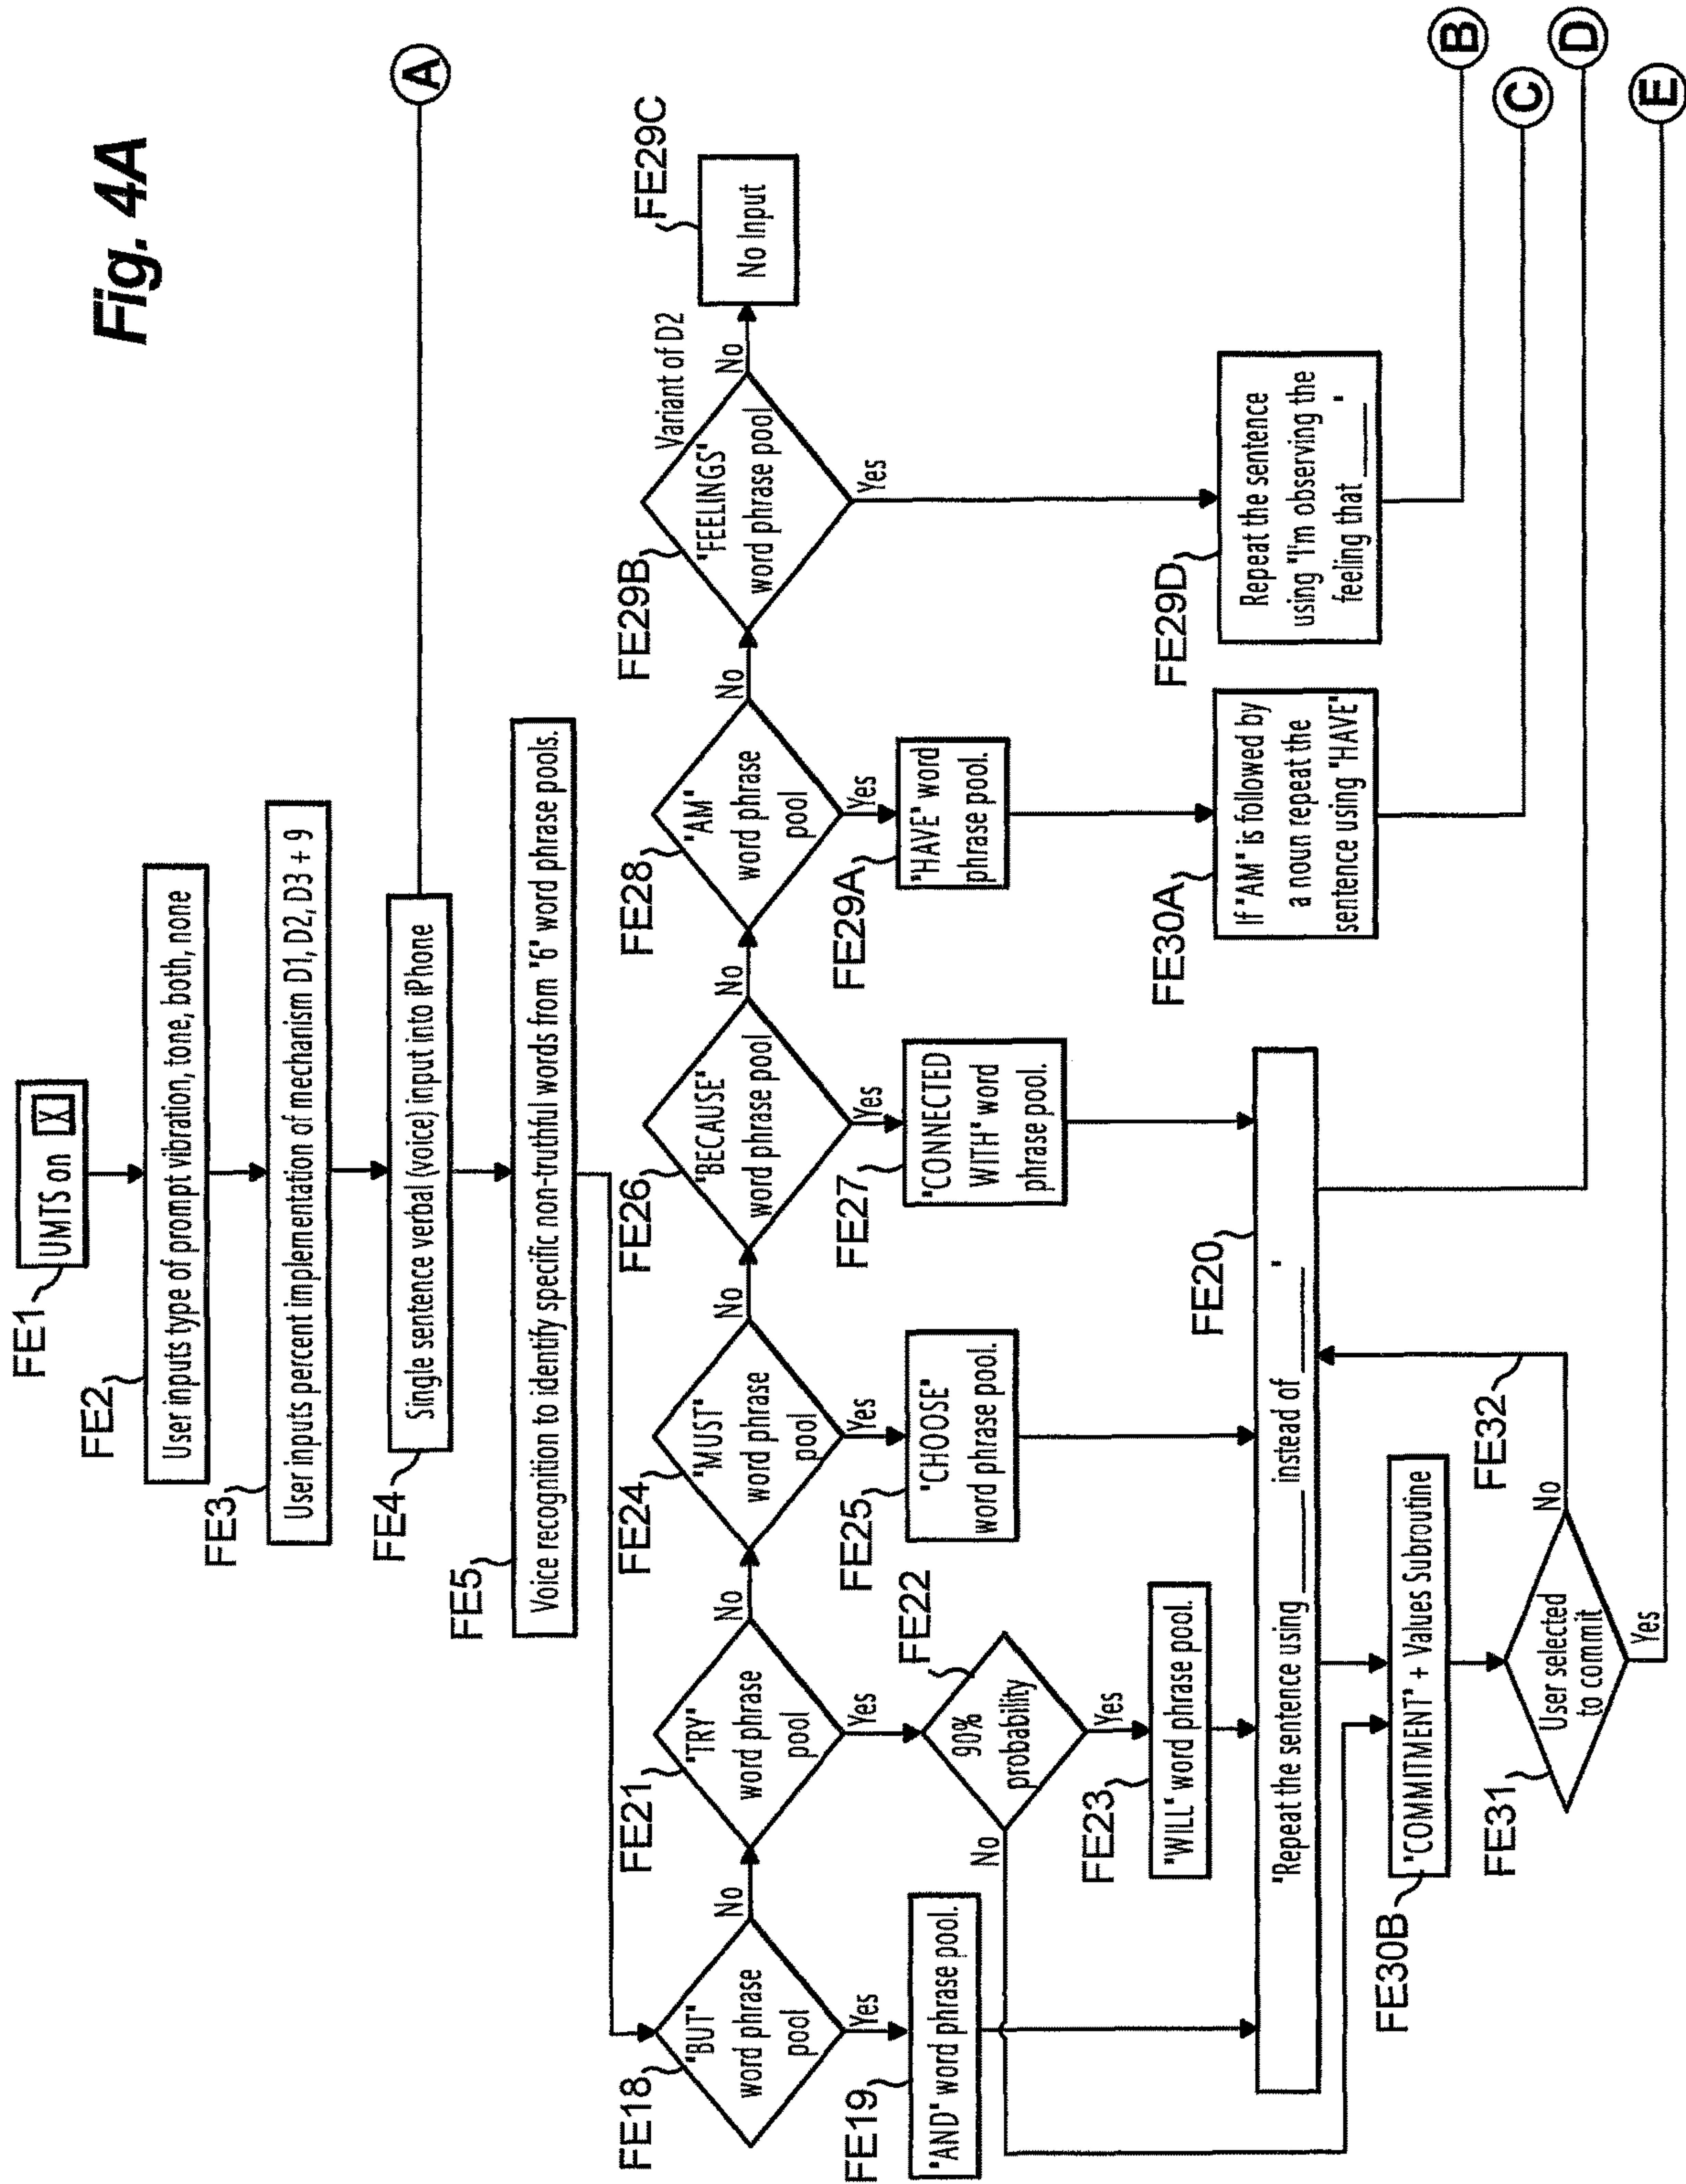 Fig. 4A
FE1
UMTS on X
FE2
User inputs type of prompt vibration, tone, both, none
FE3
User inputs percent implementation of mechanism D1, D2, D3 + 9
FE4
Single sentence verbal (voice) input into iPhone
A
FE5
Voice recognition to identify specific non-truthful words from "6" word phrase pools.
FE18
"BUT"
word phrase
pool
No
Yes
FE21
"TRY"
word phrase
pool
No
Yes
FE24
"MUST"
word phrase
pool
No
Yes
FE26
"BECAUSE"
word phrase pool
No
Yes
FE28
"AM"
word phrase
pool
No
Yes
FE29B
"FEELINGS"
word phrase pool
Variant of D2
No
Yes
FE29C
No Input
FE19
"AND" word phrase pool.
FE22
90%
probability
No
Yes
FE23
"WILL" word phrase pool.
FE25
"CHOOSE"
word phrase pool.
FE27
"CONNECTED
WITH" word
phrase pool.
FE29A
"HAVE" word
phrase pool.
FE30A
If "AM" is followed by
a noun repeat the
sentence using "HAVE"
FE29D
Repeat the sentence
using "I'm observing the
feeling that_____"
FE20
"Repeat the sentence using _____ instead of _____"
FE30B
"COMMITMENT" + Values Subroutine
FE31
User selected
to commit
No
Yes
FE32
B
C
D
E